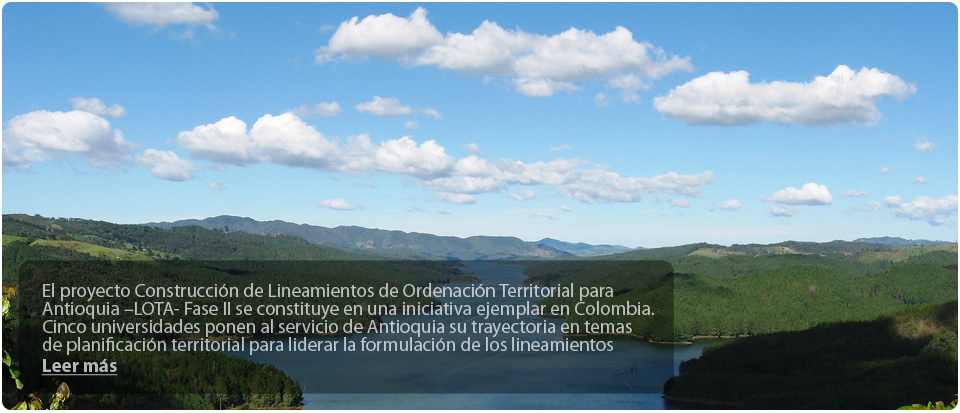 El proyecto Construcción de Lineamientos de Ordenación Territorial para
Antioquia –LOTA- Fase II se constituye en una iniciativa ejemplar en Colombia.
Cinco universidades ponen al servicio de Antioquia su trayectoria en temas
de planificación territorial para liderar la formulación de los lineamientos
Leer más